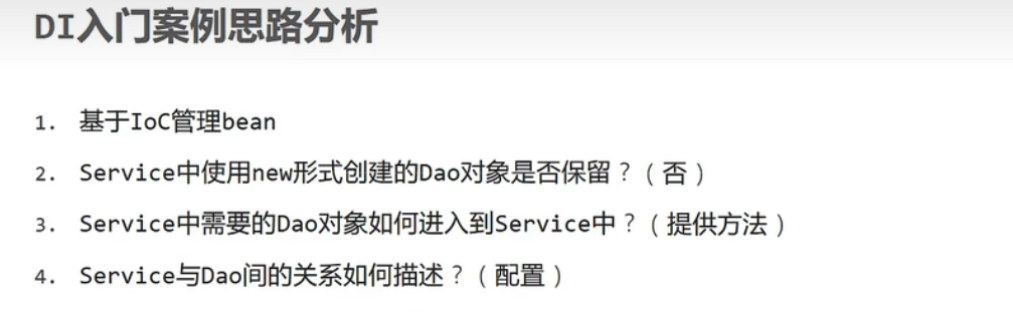 DI入门案例思路分析
1. 基于IoC管理bean
2. Service中使用new形式创建的Dao对象是否保留？（否）
3. Service中需要的Dao对象如何进入到Service中？（提供方法）
4. Service与Dao间的关系如何描述？（配置）